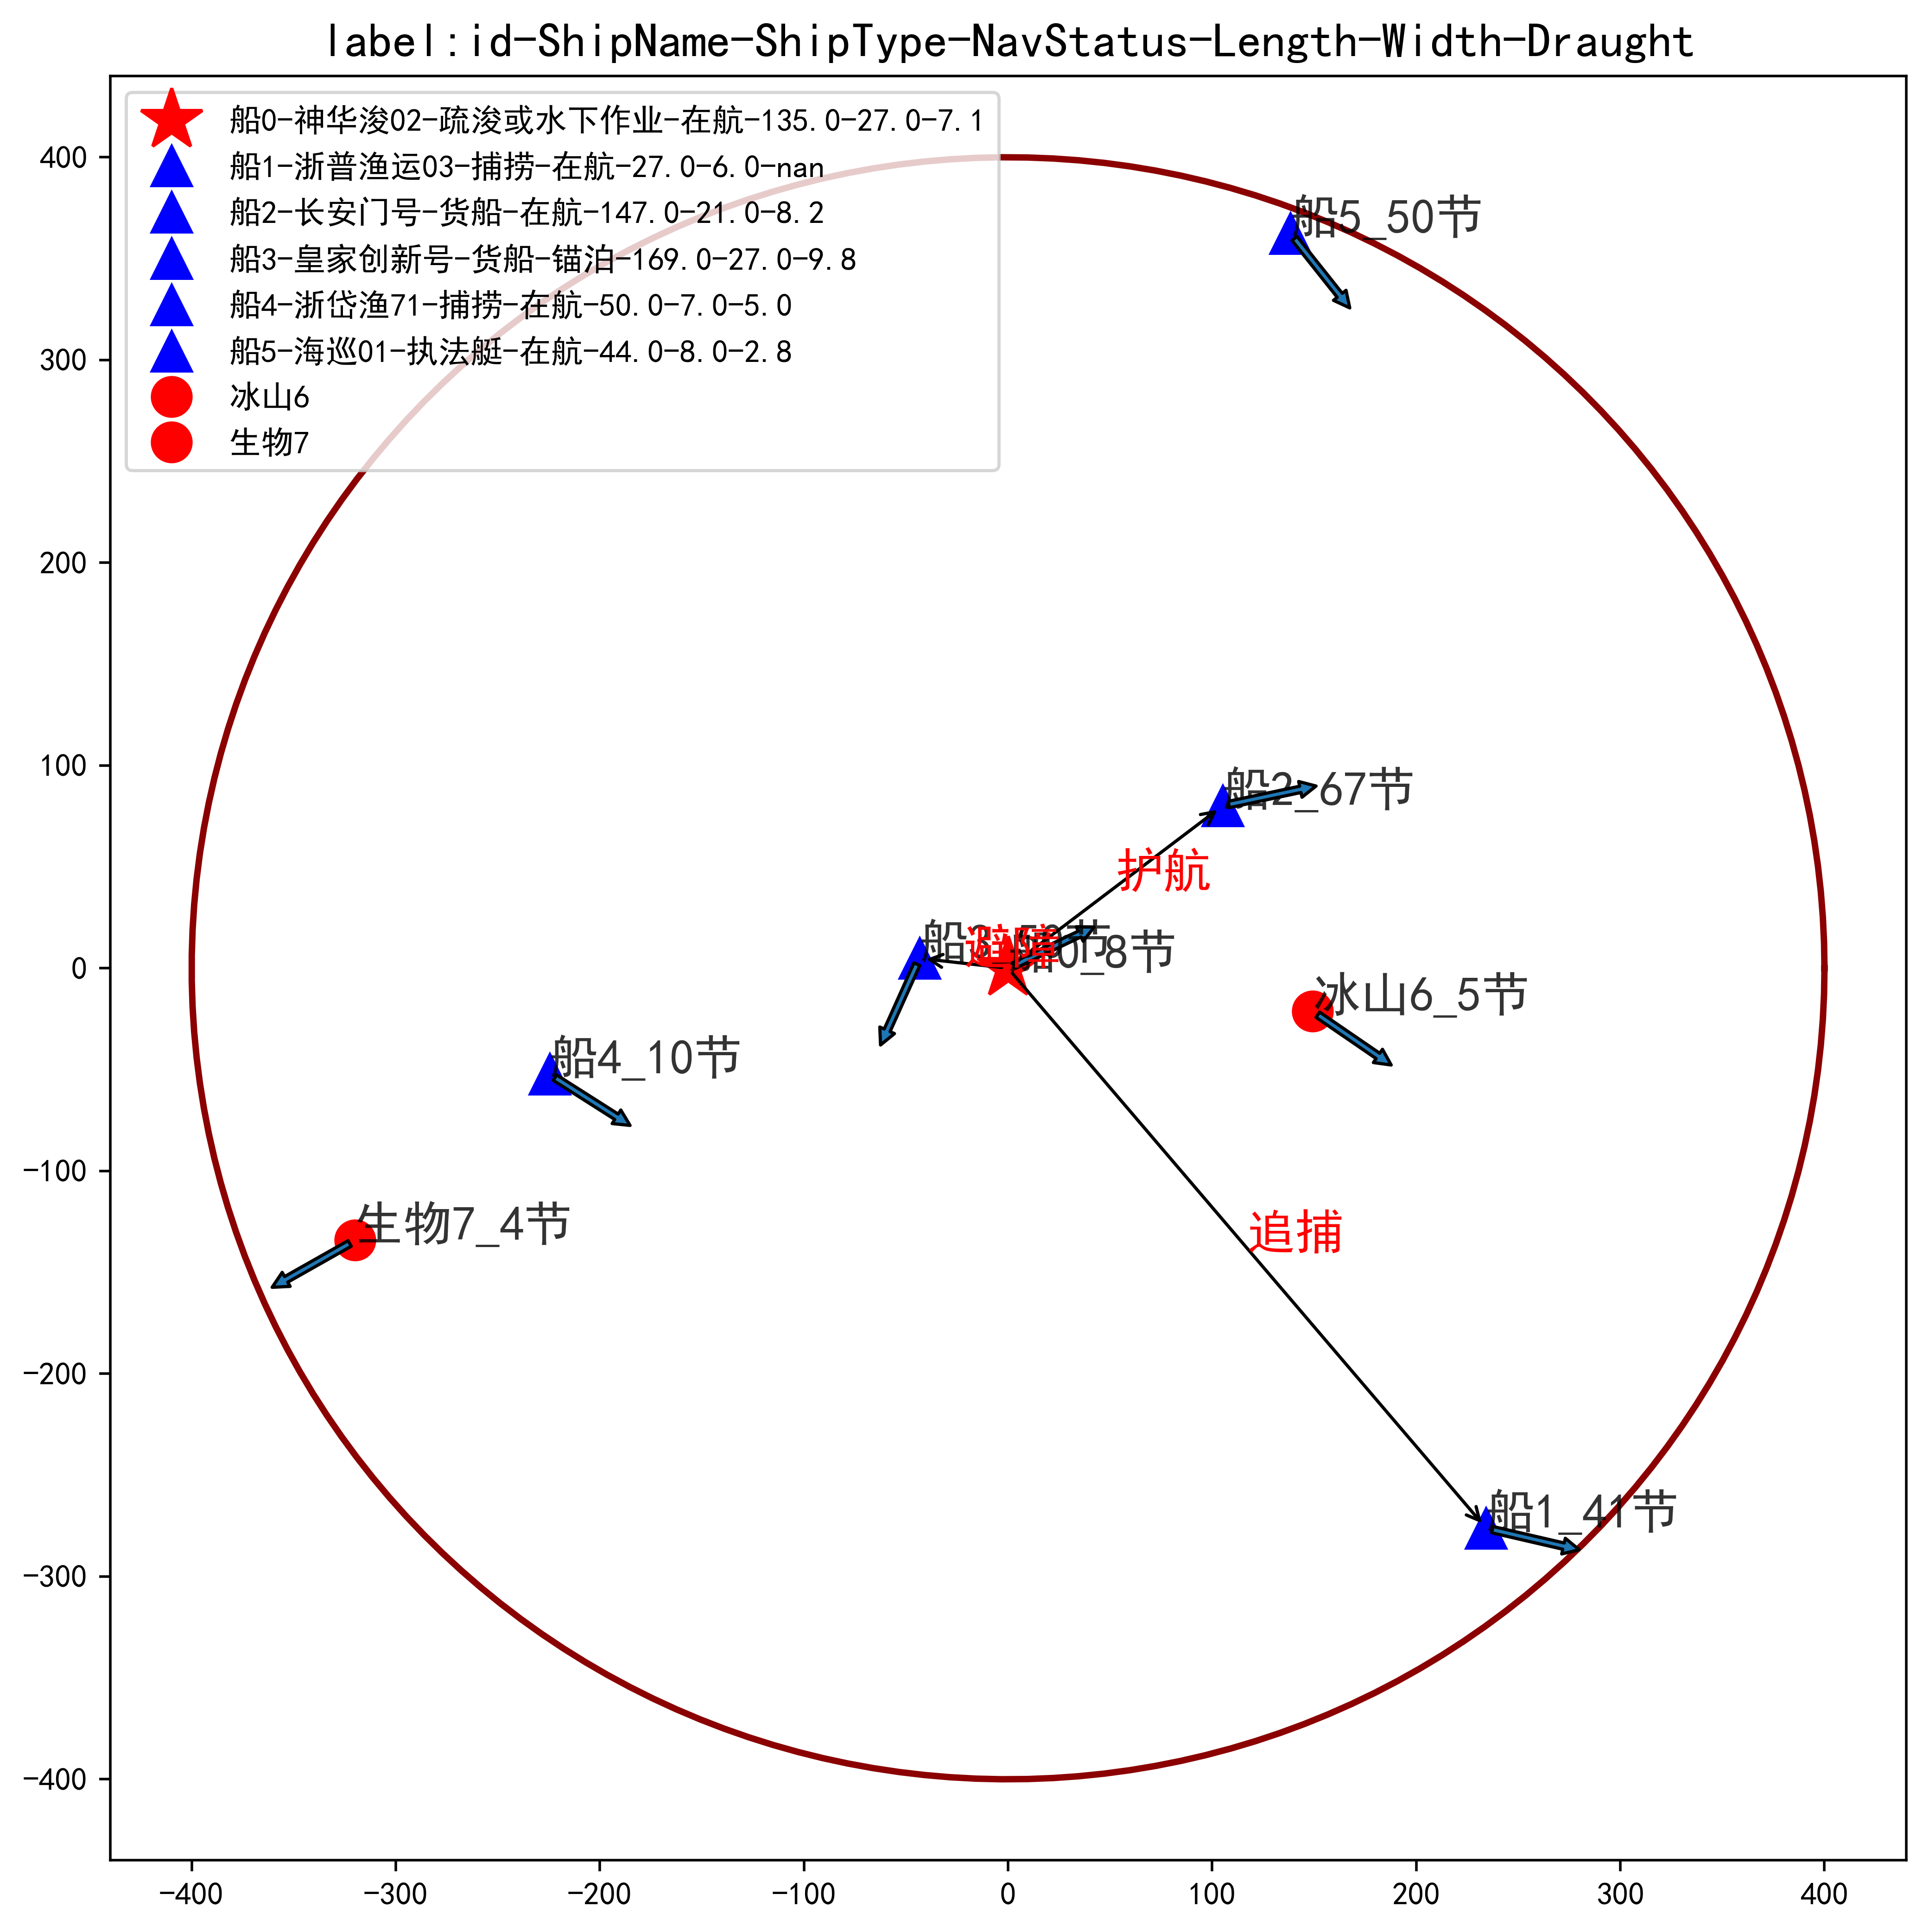 label:id-ShipName-ShipType-NavStatus-Length-Width-Draught
船0-神华浚02-疏浚或水下作业-在航-135.0-27.0-7.1
船1-浙普渔运03-捕捞-在航-27.0-6.0-nan
船2-长安门号-货船-在航-147.0-21.0-8.2
船3-皇家创新号-货船-锚泊-169.0-27.0-9.8
船4-浙岱渔71-捕捞-在航-50.0-7.0-5.0
船5-海巡01-执法艇-在航-44.0-8.0-2.8
冰山6
生物7
400
300
200
100
0
-100
-200
-300
-400
船5_50节
船2_67节
护航
避障
船0_8节
冰山6_5节
船4_10节
生物7_4节
追捕
船1_41节
-400
-300
-200
-100
0
100
200
300
400